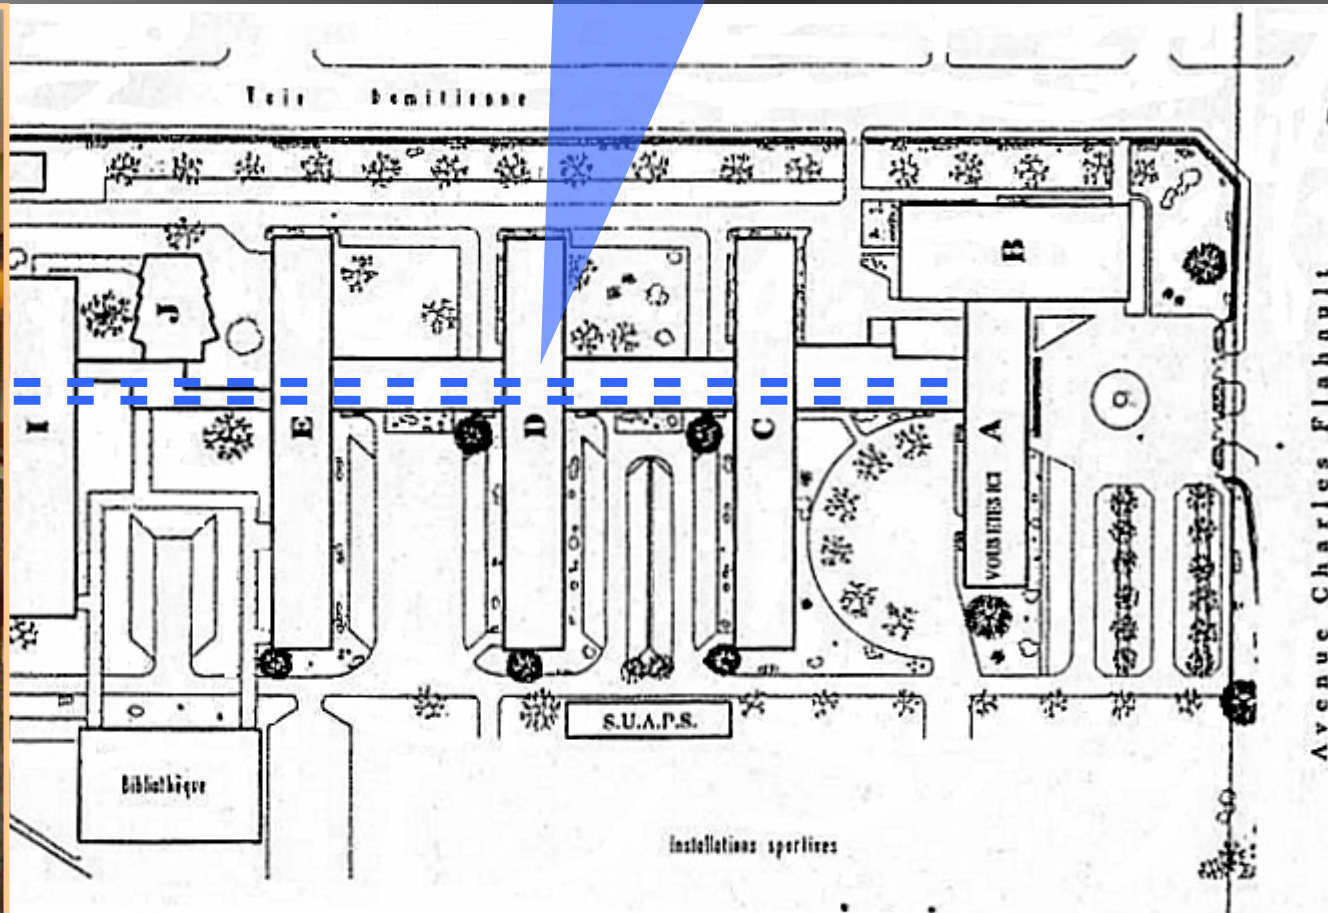 Voie Domitienne
J
B
I
E
D
C
A
VOUS ETES ICI
S.U.A.P.S.
Bibliothèque
Installations sportives
Avenue Charles Flahault